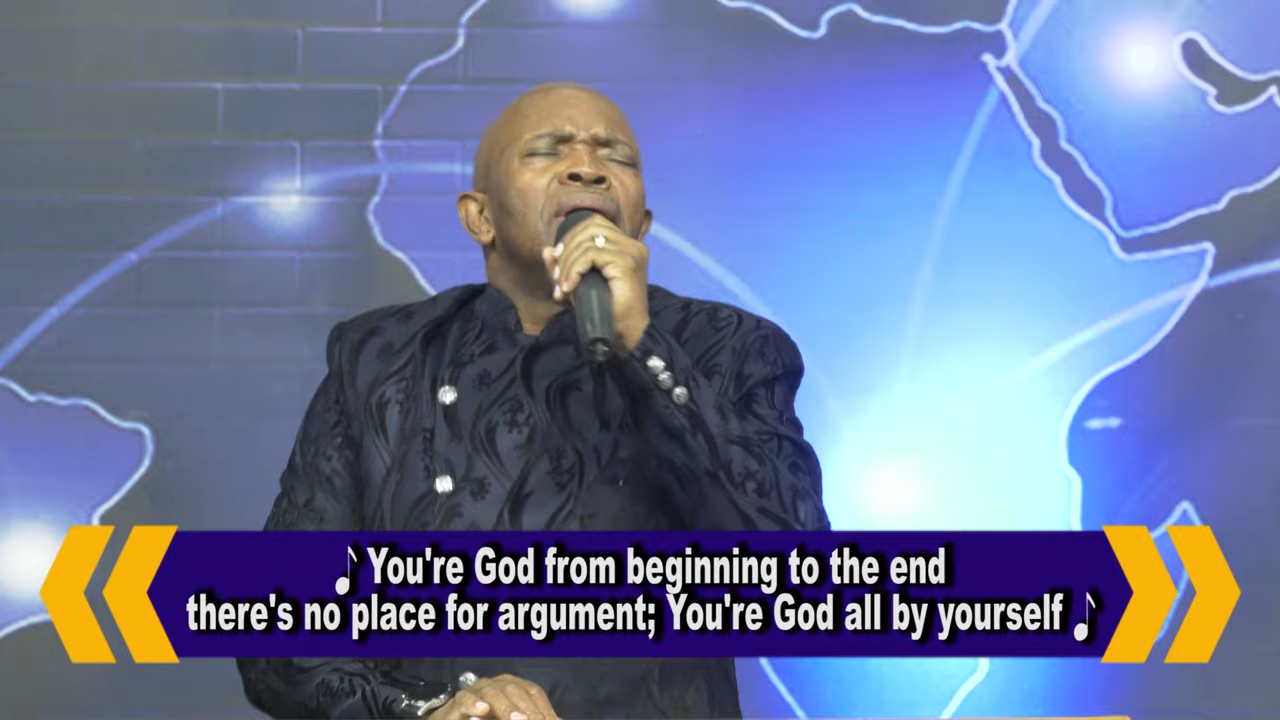 ♪ You're God from beginning to the end
there's no place for argument; You're God all by yourself ♪